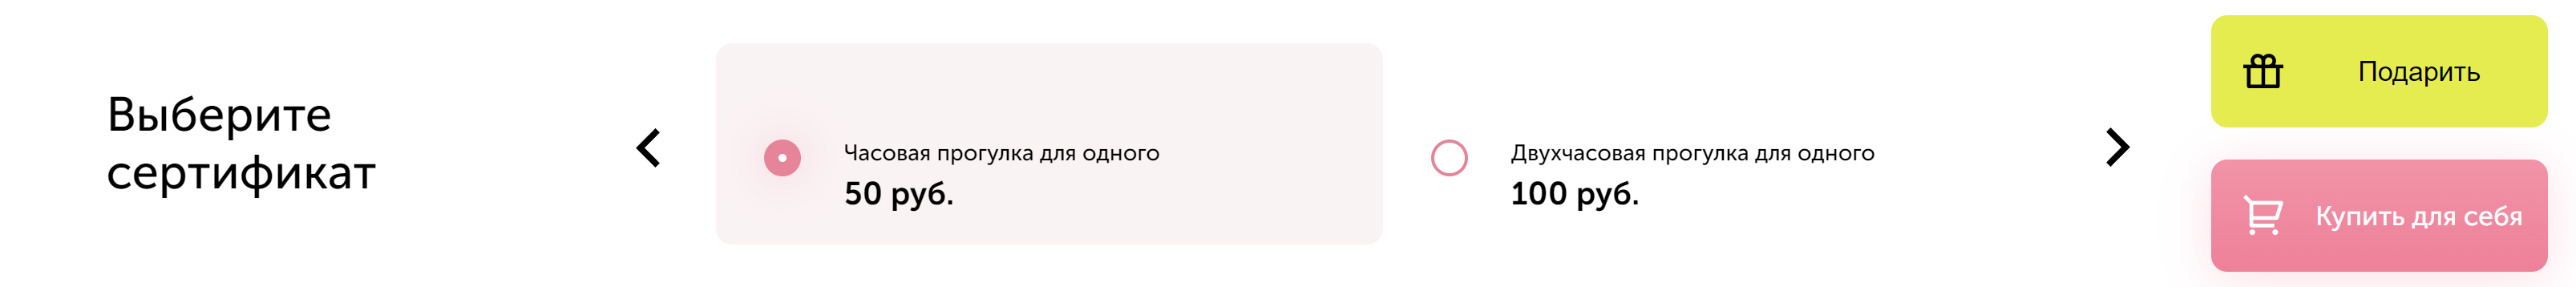 Выберите
сертификат
Часовая прогулка для одного
50 руб.
Двухчасовая прогулка для одного
100 руб.
Подарить
Купить для себя